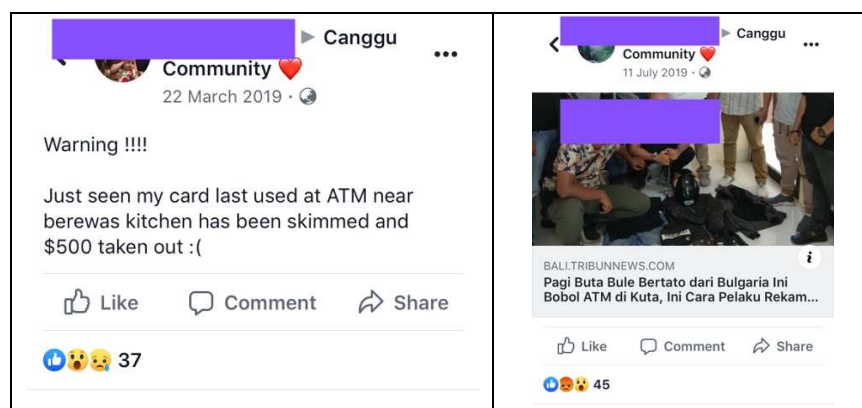 Canggu
Community ❤️
22 March 2019 ·
Warning !!!!
Just seen my card last used at ATM near
berewas kitchen has been skimmed and
$500 taken out :(
Like
Comment
Share
37
Canggu
Community ❤️
11 July 2019 ·
BALI.TRIBUNNEWS.COM
Pagi Buta Bule Bertato dari Bulgaria Ini
Bobol ATM di Kuta, Ini Cara Pelaku Rekam...
Like
Comment
Share
45